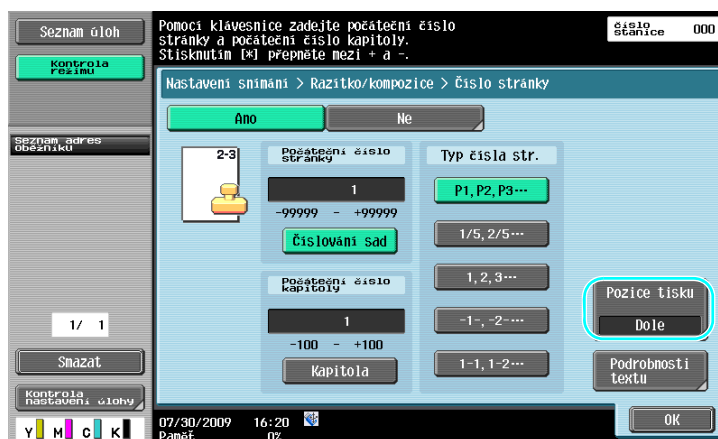 Seznam úloh
Kontrola
režimu
Seznam adres
oběžníku
1/ 1
Smazat
Kontrola
nastavení úlohy
Y M C K
Pomocí klávesnice zadejte počáteční číslo
stránky a počáteční číslo kapitoly.
Stisknutím [*] přepněte mezi + a -.
číslo
stanice 000
Nastavení snímání > Razítko/kompozice > Číslo stránky
Ano
Ne
2-3
Počáteční číslo
stránky
1
-99999 - +99999
Číslování sad
Počáteční číslo
kapitoly
1
-100 - +100
Kapitola
Typ čísla str.
P1,P2,P3···
1/5,2/5···
1,2,3···
-1-,-2-···
1-1,1-2···
Pozice tisku
Dole
Podrobnosti
textu
07/30/2009 16:20
Paměť 0%
OK